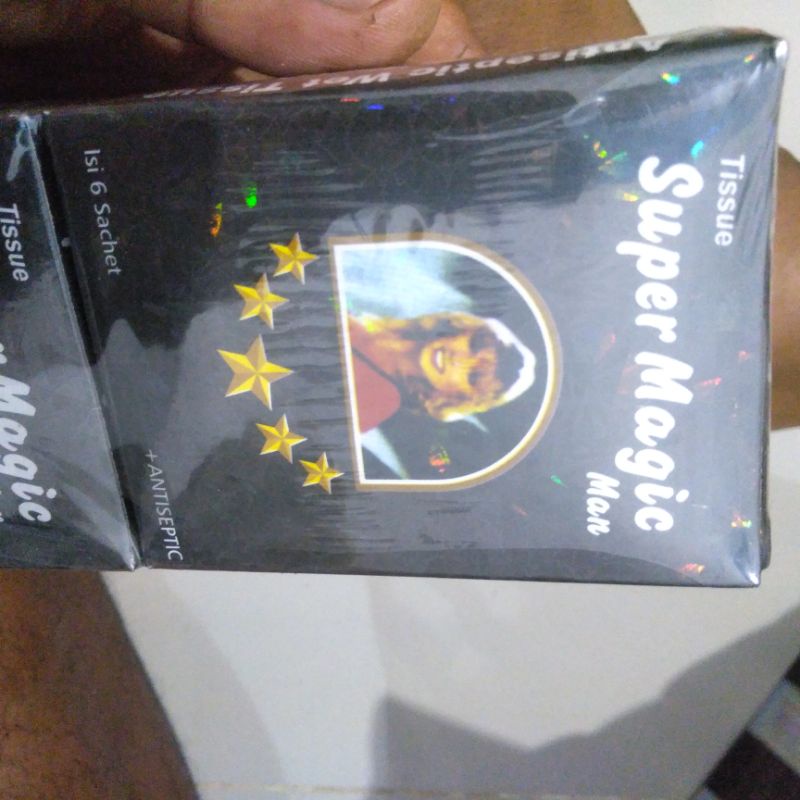 Antiseptic Wet Tissue
Tissue
Super Magic
Man
Isi 6 Sachet
+ANTISEPTIC
Tissue
Magic